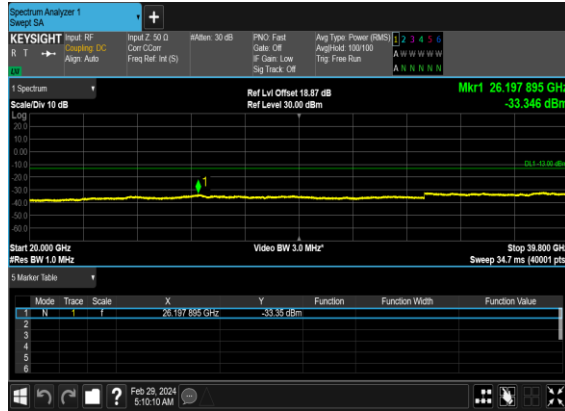 Spectrum Analyzer 1
Swept SA
+
KEYSIGHT Input: RF Input Z: 50 Ω #Atten: 30 dB PNO: Fast Avg Type: Power (RMS) 1 2 3 4 5 6
R T Coupling: DC Corr CCorr Gate: Off Avg|Hold: 100/100 A W W W W W
Align: Auto Freq Ref: Int (S) IF Gain: Low Trig: Free Run
Sig Track: Off A N N N N N
1 Spectrum Ref Lvl Offset 18.87 dB Mkr1 26.197 895 GHz
Scale/Div 10 dB Ref Level 30.00 dBm -33.346 dBm
Log
20.0
10.0
0.00
-10.0 DL1 -13.00 dBm
-20.0 1
-30.0
-40.0
-50.0
-60.0
Start 20.000 GHz Video BW 3.0 MHz* Stop 39.800 GHz
#Res BW 1.0 MHz Sweep 34.7 ms (40001 pts)
5 Marker Table
Mode Trace Scale X Y Function Function Width Function Value
1 N 1 f 26.197 895 GHz -33.35 dBm
2
3
4
5
6
? Feb 29, 2024
5:10:10 AM